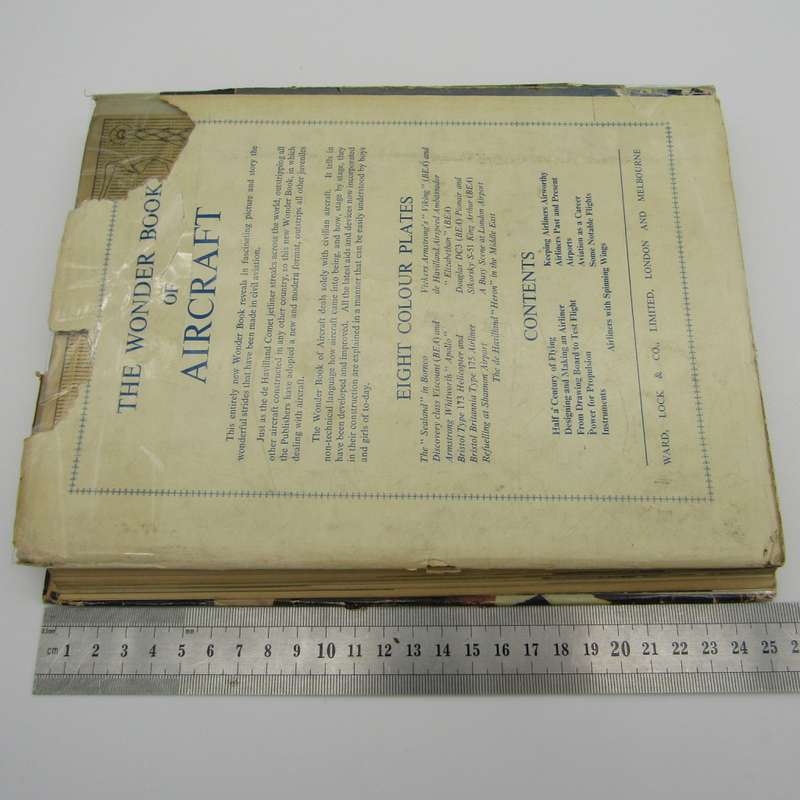 THE WONDER BOOK
OF
AIRCRAFT
This entirely new Wonder Book reveals in fascinating picture and story the
wonderful strides that have been made in civil aviation.
Just as the de Havilland Comet jetliner streaks across the world, outstripping all
other aircraft constructed in any other country, so this new Wonder Book, in which
the Publishers have adopted a new and modern format, outstrips all other juveniles
dealing with aircraft.
The Wonder Book of Aircraft deals solely with civilian aircraft. It tells in
non-technical language how aircraft came into being, and how, stage by stage, they
have been developed and improved. All the latest aids and devices now incorporated
in their construction are explained in a manner that can be easily understood by boys
and girls of to-day.
EIGHT COLOUR PLATES
The "Sealand" in Borneo
Discovery class Viscount (BEA) and
Armstrong Whitworth "Apollo"
Bristol Type 173 Helicopter and
Bristol Britannia Type 175 Airliner
Refuelling at Shannon Airport
Vickers Armstrong's "Viking" (BEA) and
de Havilland/Airspeed Ambassador
"Elizabethan" (BEA)
Douglas DC3 (BEA) Pionair and
Sikorsky S-51 King Arthur (BEA)
A Busy Scene at London Airport
The de Havilland "Heron" in the Middle East
CONTENTS
Half a Century of Flying
Designing and Making an Airliner
From Drawing Board to Test Flight
Power for Propulsion
Instruments
Keeping Airliners Airworthy
Airliners Past and Present
Airports
Aviation as a Career
Some Notable Flights
Airliners with Spinning Wings
WARD, LOCK & CO., LIMITED, LONDON AND MELBOURNE
0.5mm
mm
cm 1 2 3 4 5 6 7 8 9 10 11 12 13 14 15 16 17 18 19 20 21 22 23 24 25